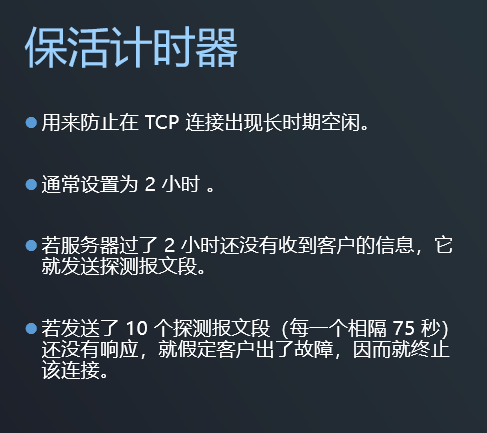 保活计时器
●用来防止在 TCP 连接出现长时期空闲。
●通常设置为 2 小时 。
●若服务器过了 2 小时还没有收到客户的信息，它
就发送探测报文段。
●若发送了 10 个探测报文段（每一个相隔 75 秒）
还没有响应，就假定客户出了故障，因而就终止
该连接。